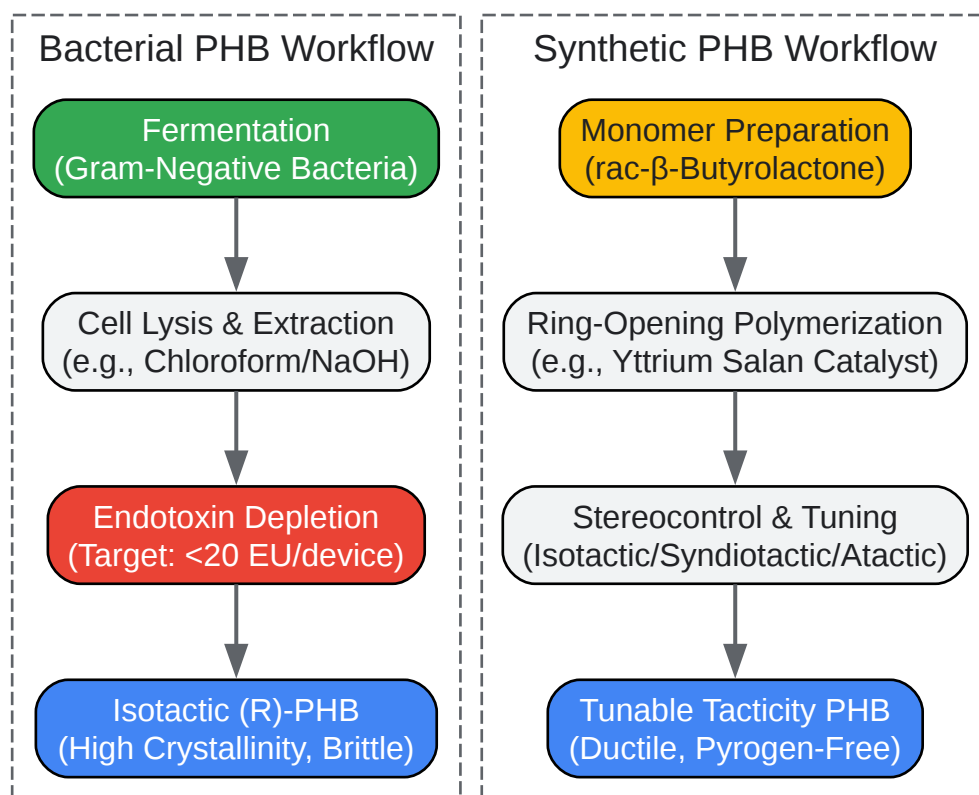 Bacterial PHB Workflow
Fermentation
(Gram-Negative Bacteria)
Cell Lysis & Extraction
(e.g., Chloroform/NaOH)
Endotoxin Depletion
(Target: <20 EU/device)
Isotactic (R)-PHB
(High Crystallinity, Brittle)
Synthetic PHB Workflow
Monomer Preparation
(rac-β-Butyrolactone)
Ring-Opening Polymerization
(e.g., Yttrium Salan Catalyst)
Stereocontrol & Tuning
(Isotactic/Syndiotactic/Atactic)
Tunable Tacticity PHB
(Ductile, Pyrogen-Free)